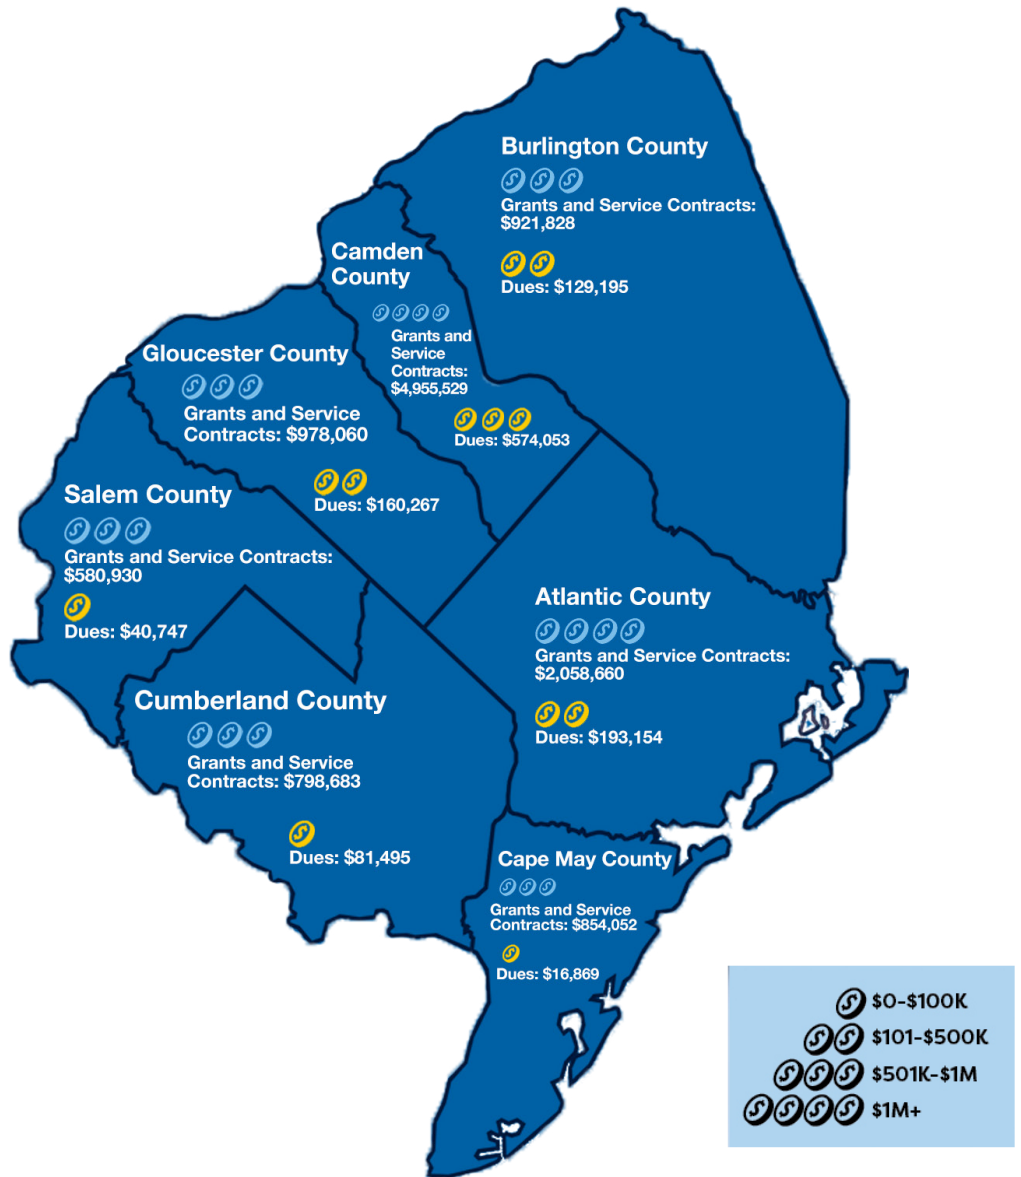 Burlington County
Grants and Service Contracts:
$921,828
Dues: $129,195
Camden
County
Grants and
Service
Contracts:
$4,955,529
Dues: $574,053
Gloucester County
Grants and Service
Contracts: $978,060
Dues: $160,267
Salem County
Grants and Service Contracts:
$580,930
Dues: $40,747
Atlantic County
Grants and Service Contracts:
$2,058,660
Dues: $193,154
Cumberland County
Grants and Service
Contracts: $798,683
Dues: $81,495
Cape May County
Grants and Service
Contracts: $854,052
Dues: $16,869
$0-$100K
$101-$500K
$501K-$1M
$1M+